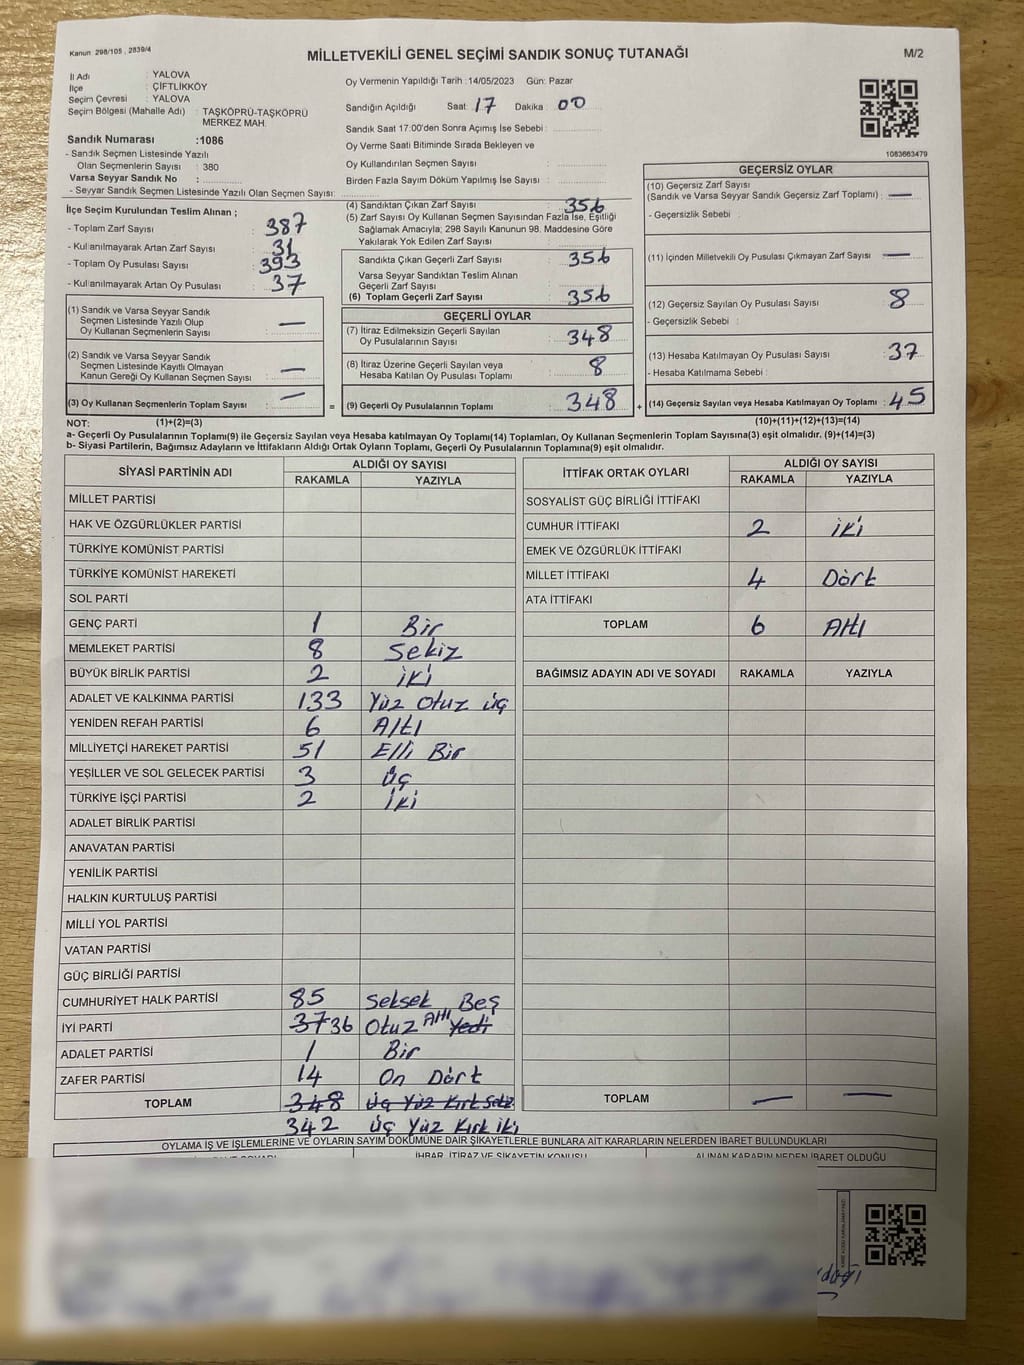 Kanun 298/105 , 2839/4
MİLLETVEKİLİ GENEL SEÇİMİ SANDIK SONUÇ TUTANAĞI
M/2
İl Adı : YALOVA
İlçe : ÇİFTLİKKÖY
Seçim Çevresi : YALOVA
Seçim Bölgesi (Mahalle Adı) : TAŞKÖPRÜ-TAŞKÖPRÜ
MERKEZ MAH.
Sandık Numarası :1086
- Sandık Seçmen Listesinde Yazılı
Olan Seçmenlerin Sayısı : 380
Varsa Seyyar Sandık No :
- Seyyar Sandık Seçmen Listesinde Yazılı Olan Seçmen Sayısı:
Oy Vermenin Yapıldığı Tarih :14/05/2023 Gün: Pazar
Sandığın Açıldığı Saat 17 Dakika 00
Sandık Saat 17:00'den Sonra Açımış İse Sebebi :
Oy Verme Saati Bitiminde Sırada Bekleyen ve
Oy Kullandırılan Seçmen Sayısı :
Birden Fazla Sayım Döküm Yapılmış İse Sayısı :
1083663479
İlçe Seçim Kurulundan Teslim Alınan ;
- Toplam Zarf Sayısı : 387
- Kullanılmayarak Artan Zarf Sayısı : 31
- Toplam Oy Pusulası Sayısı : 393
- Kullanılmayarak Artan Oy Pusulası : 37
(1) Sandık ve Varsa Seyyar Sandık
Seçmen Listesinde Yazılı Olup
Oy Kullanan Seçmenlerin Sayısı : —
(2) Sandık ve Varsa Seyyar Sandık
Seçmen Listesinde Kayıtlı Olmayan
Kanun Gereği Oy Kullanan Seçmen Sayısı : —
(3) Oy Kullanan Seçmenlerin Toplam Sayısı : —
(4) Sandıktan Çıkan Zarf Sayısı : 356
(5) Zarf Sayısı Oy Kullanan Seçmen Sayısından Fazla İse, Eşitliği
Sağlamak Amacıyla; 298 Sayılı Kanunun 98. Maddesine Göre
Yakılarak Yok Edilen Zarf Sayısı :
Sandıkta Çıkan Geçerli Zarf Sayısı : 356
Varsa Seyyar Sandıktan Teslim Alınan
Geçerli Zarf Sayısı :
(6) Toplam Geçerli Zarf Sayısı : 356
GEÇERLİ OYLAR
(7) İtiraz Edilmeksizin Geçerli Sayılan
Oy Pusulalarının Sayısı : 348
(8) İtiraz Üzerine Geçerli Sayılan veya
Hesaba Katılan Oy Pusulası Toplamı : 8
= (9) Geçerli Oy Pusulalarının Toplamı : 348 +
GEÇERSİZ OYLAR
(10) Geçersiz Zarf Sayısı
(Sandık ve Varsa Seyyar Sandık Geçersiz Zarf Toplamı) : —
- Geçersizlik Sebebi :
(11) İçinden Milletvekili Oy Pusulası Çıkmayan Zarf Sayısı : —
(12) Geçersiz Sayılan Oy Pusulası Sayısı : 8
- Geçersizlik Sebebi :
(13) Hesaba Katılmayan Oy Pusulası Sayısı : 37
- Hesaba Katılmama Sebebi :
(14) Geçersiz Sayılan veya Hesaba Katılmayan Oy Toplamı : 45
NOT: (1)+(2)=(3)
(10)+(11)+(12)+(13)=(14)
a- Geçerli Oy Pusulalarının Toplamı(9) ile Geçersiz Sayılan veya Hesaba katılmayan Oy Toplamı(14) Toplamları, Oy Kullanan Seçmenlerin Toplam Sayısına(3) eşit olmalıdır. (9)+(14)=(3)
b- Siyasi Partilerin, Bağımsız Adayların ve İttifakların Aldığı Ortak Oyların Toplamı, Geçerli Oy Pusulalarının Toplamına(9) eşit olmalıdır.
SİYASİ PARTİNİN ADI
ALDIĞI OY SAYISI
RAKAMLA YAZIYLA
MİLLET PARTİSİ
HAK VE ÖZGÜRLÜKLER PARTİSİ
TÜRKİYE KOMÜNİST PARTİSİ
TÜRKİYE KOMÜNİST HAREKETİ
SOL PARTİ
GENÇ PARTİ 1 Bir
MEMLEKET PARTİSİ 8 Sekiz
BÜYÜK BİRLİK PARTİSİ 2 iki
ADALET VE KALKINMA PARTİSİ 133 Yüz Otuz üç
YENİDEN REFAH PARTİSİ 6 Altı
MİLLİYETÇİ HAREKET PARTİSİ 51 Elli Bir
YEŞİLLER VE SOL GELECEK PARTİSİ 3 üç
TÜRKİYE İŞÇİ PARTİSİ 2 iki
ADALET BİRLİK PARTİSİ
ANAVATAN PARTİSİ
YENİLİK PARTİSİ
HALKIN KURTULUŞ PARTİSİ
MİLLİ YOL PARTİSİ
VATAN PARTİSİ
GÜÇ BİRLİĞİ PARTİSİ
CUMHURİYET HALK PARTİSİ 85 Seksek Beş
İYİ PARTİ 37 36 Otuz Altı Yedi
ADALET PARTİSİ 1 Bir
ZAFER PARTİSİ 14 On Dört
TOPLAM 348 üç Yüz Kırk Sekiz
342 üç Yüz Kırk iki
İTTİFAK ORTAK OYLARI
ALDIĞI OY SAYISI
RAKAMLA YAZIYLA
SOSYALİST GÜÇ BİRLİĞİ İTTİFAKI
CUMHUR İTTİFAKI 2 iki
EMEK VE ÖZGÜRLÜK İTTİFAKI
MİLLET İTTİFAKI 4 Dört
ATA İTTİFAKI
TOPLAM 6 Altı
BAĞIMSIZ ADAYIN ADI VE SOYADI RAKAMLA YAZIYLA
TOPLAM — —
OYLAMA İŞ VE İŞLEMLERİNE VE OYLARIN SAYIM DÖKÜMÜNE DAİR ŞİKAYETLERLE BUNLARA AİT KARARLARIN NELERDEN İBARET BULUNDUKLARI
İHBAR, İTİRAZ VE ŞİKAYETİN KONUSU
ALINAN KARARIN NEDEN İBARET OLDUĞU